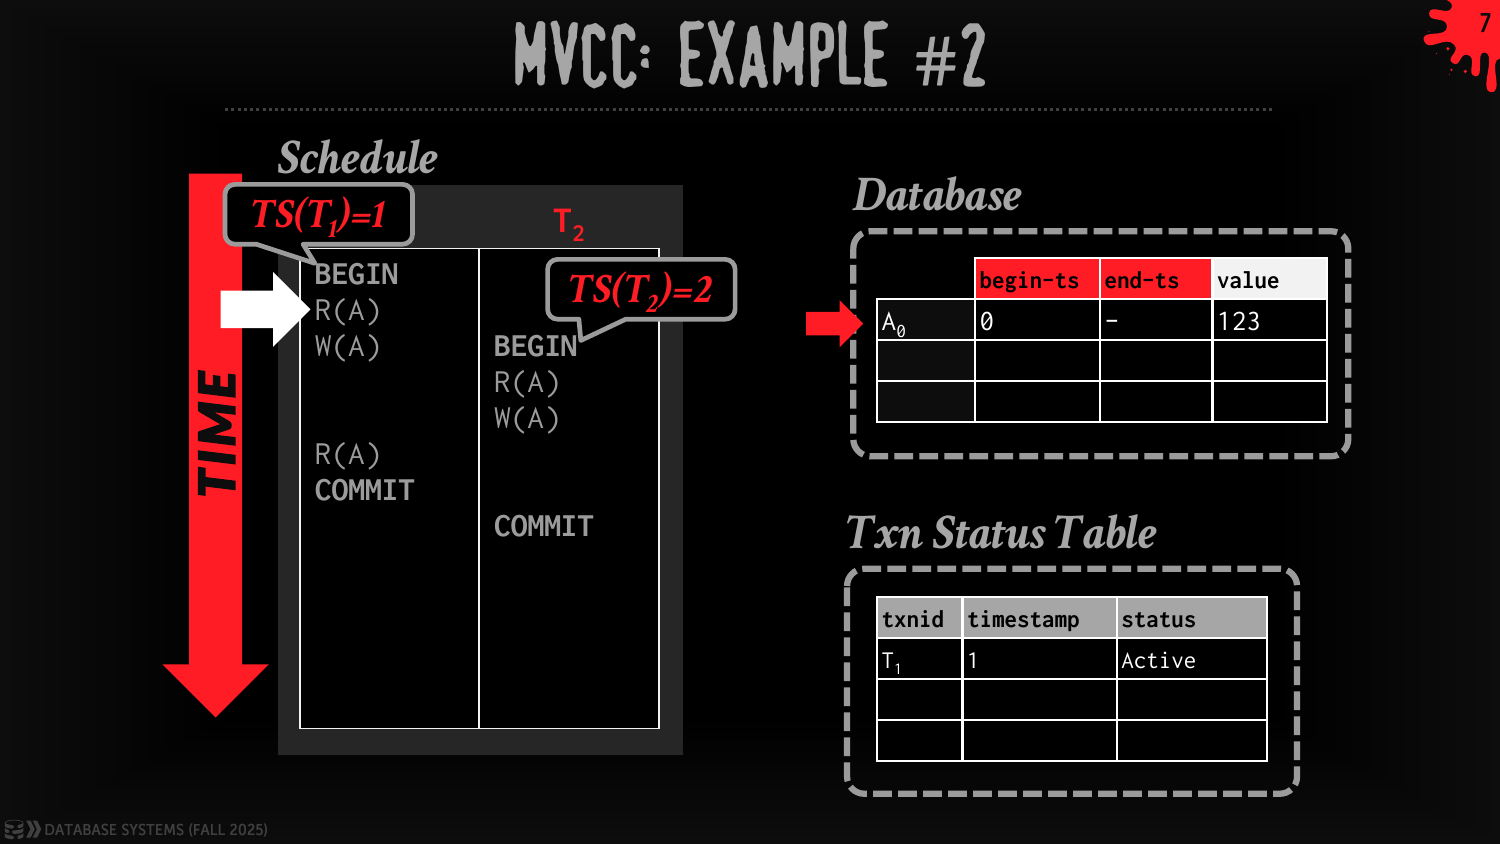 MVCC: EXAMPLE #2
7
Schedule
TS(T1)=1
T2
TS(T2)=2
BEGIN
R(A)
W(A)
BEGIN
R(A)
W(A)
R(A)
COMMIT
COMMIT
TIME
Database
begin-ts end-ts value
A0 0 - 123
Txn Status Table
txnid timestamp status
T1 1 Active
DATABASE SYSTEMS (FALL 2025)